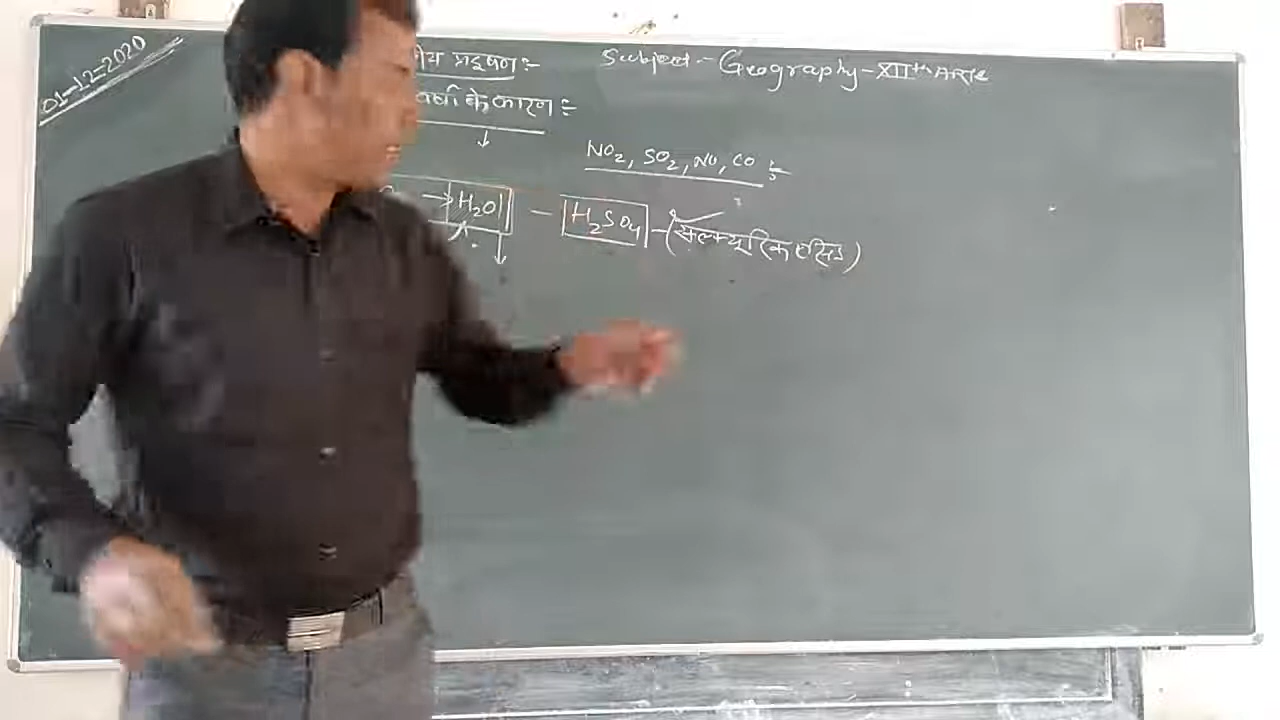 01-12-2020
प्रदूषण :- Subject - Geography - XIIth Arts
वर्षा के कारण :-
NO2, SO2, NO, CO :-
→ H2O - H2SO4 - (सल्फ्यूरिक एसिड)